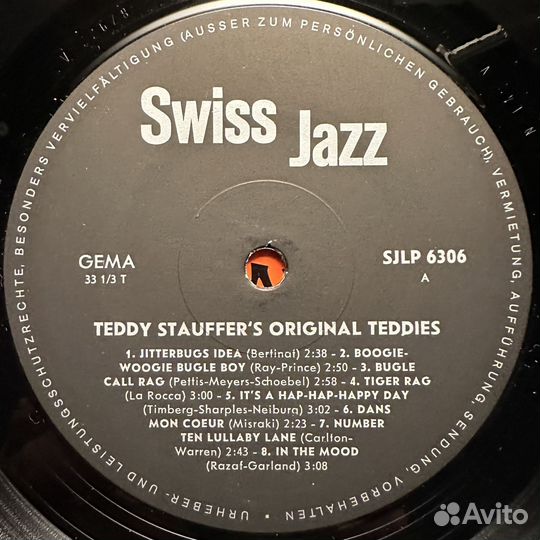 URHEBER- UND LEISTUNGSSCHUTZRECHTE, BESONDERS VERVIELFÄLTIGUNG (AUSSER ZUM PERSÖNLICHEN GEBRAUCH), VERMIETUNG, AUFFÜHRUNG, SENDUNG, VORBEHALTEN ·
Swiss
Jazz
GEMA
33 1/3 T
SJLP 6306
A
TEDDY STAUFFER'S ORIGINAL TEDDIES
1. JITTERBUGS IDEA (Bertinat) 2:38 - 2. BOOGIE-
WOOGIE BUGLE BOY (Ray-Prince) 2:50 - 3. BUGLE
CALL RAG (Pettis-Meyers-Schoebel) 2:58 - 4. TIGER RAG
(La Rocca) 3:00 - 5. IT'S A HAP-HAP-HAPPY DAY
(Timberg-Sharples-Neiburg) 3:02 - 6. DANS
MON COEUR (Misraki) 2:23 - 7. NUMBER
TEN LULLABY LANE (Carlton-
Warren) 2:43 - 8. IN THE MOOD
(Razaf-Garland) 3:08
Avito